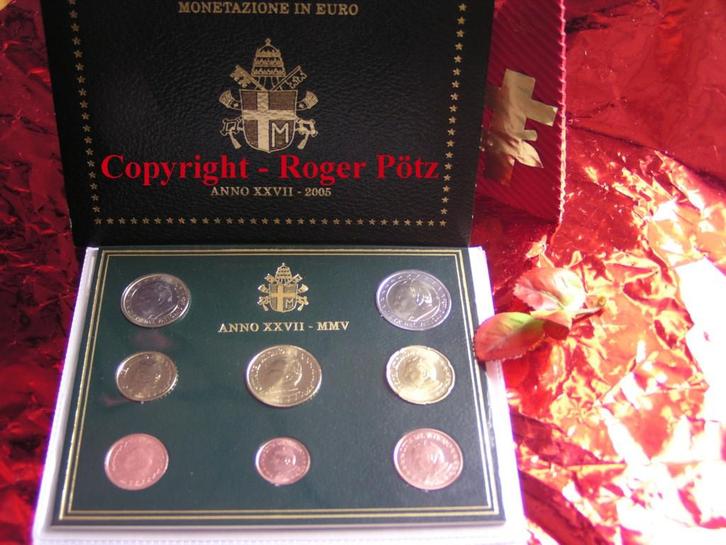 MONETAZIONE IN EURO
M
Copyright - Roger Pötz
ANNO XXVII - 2005
M
ANNO XXVII - MMV